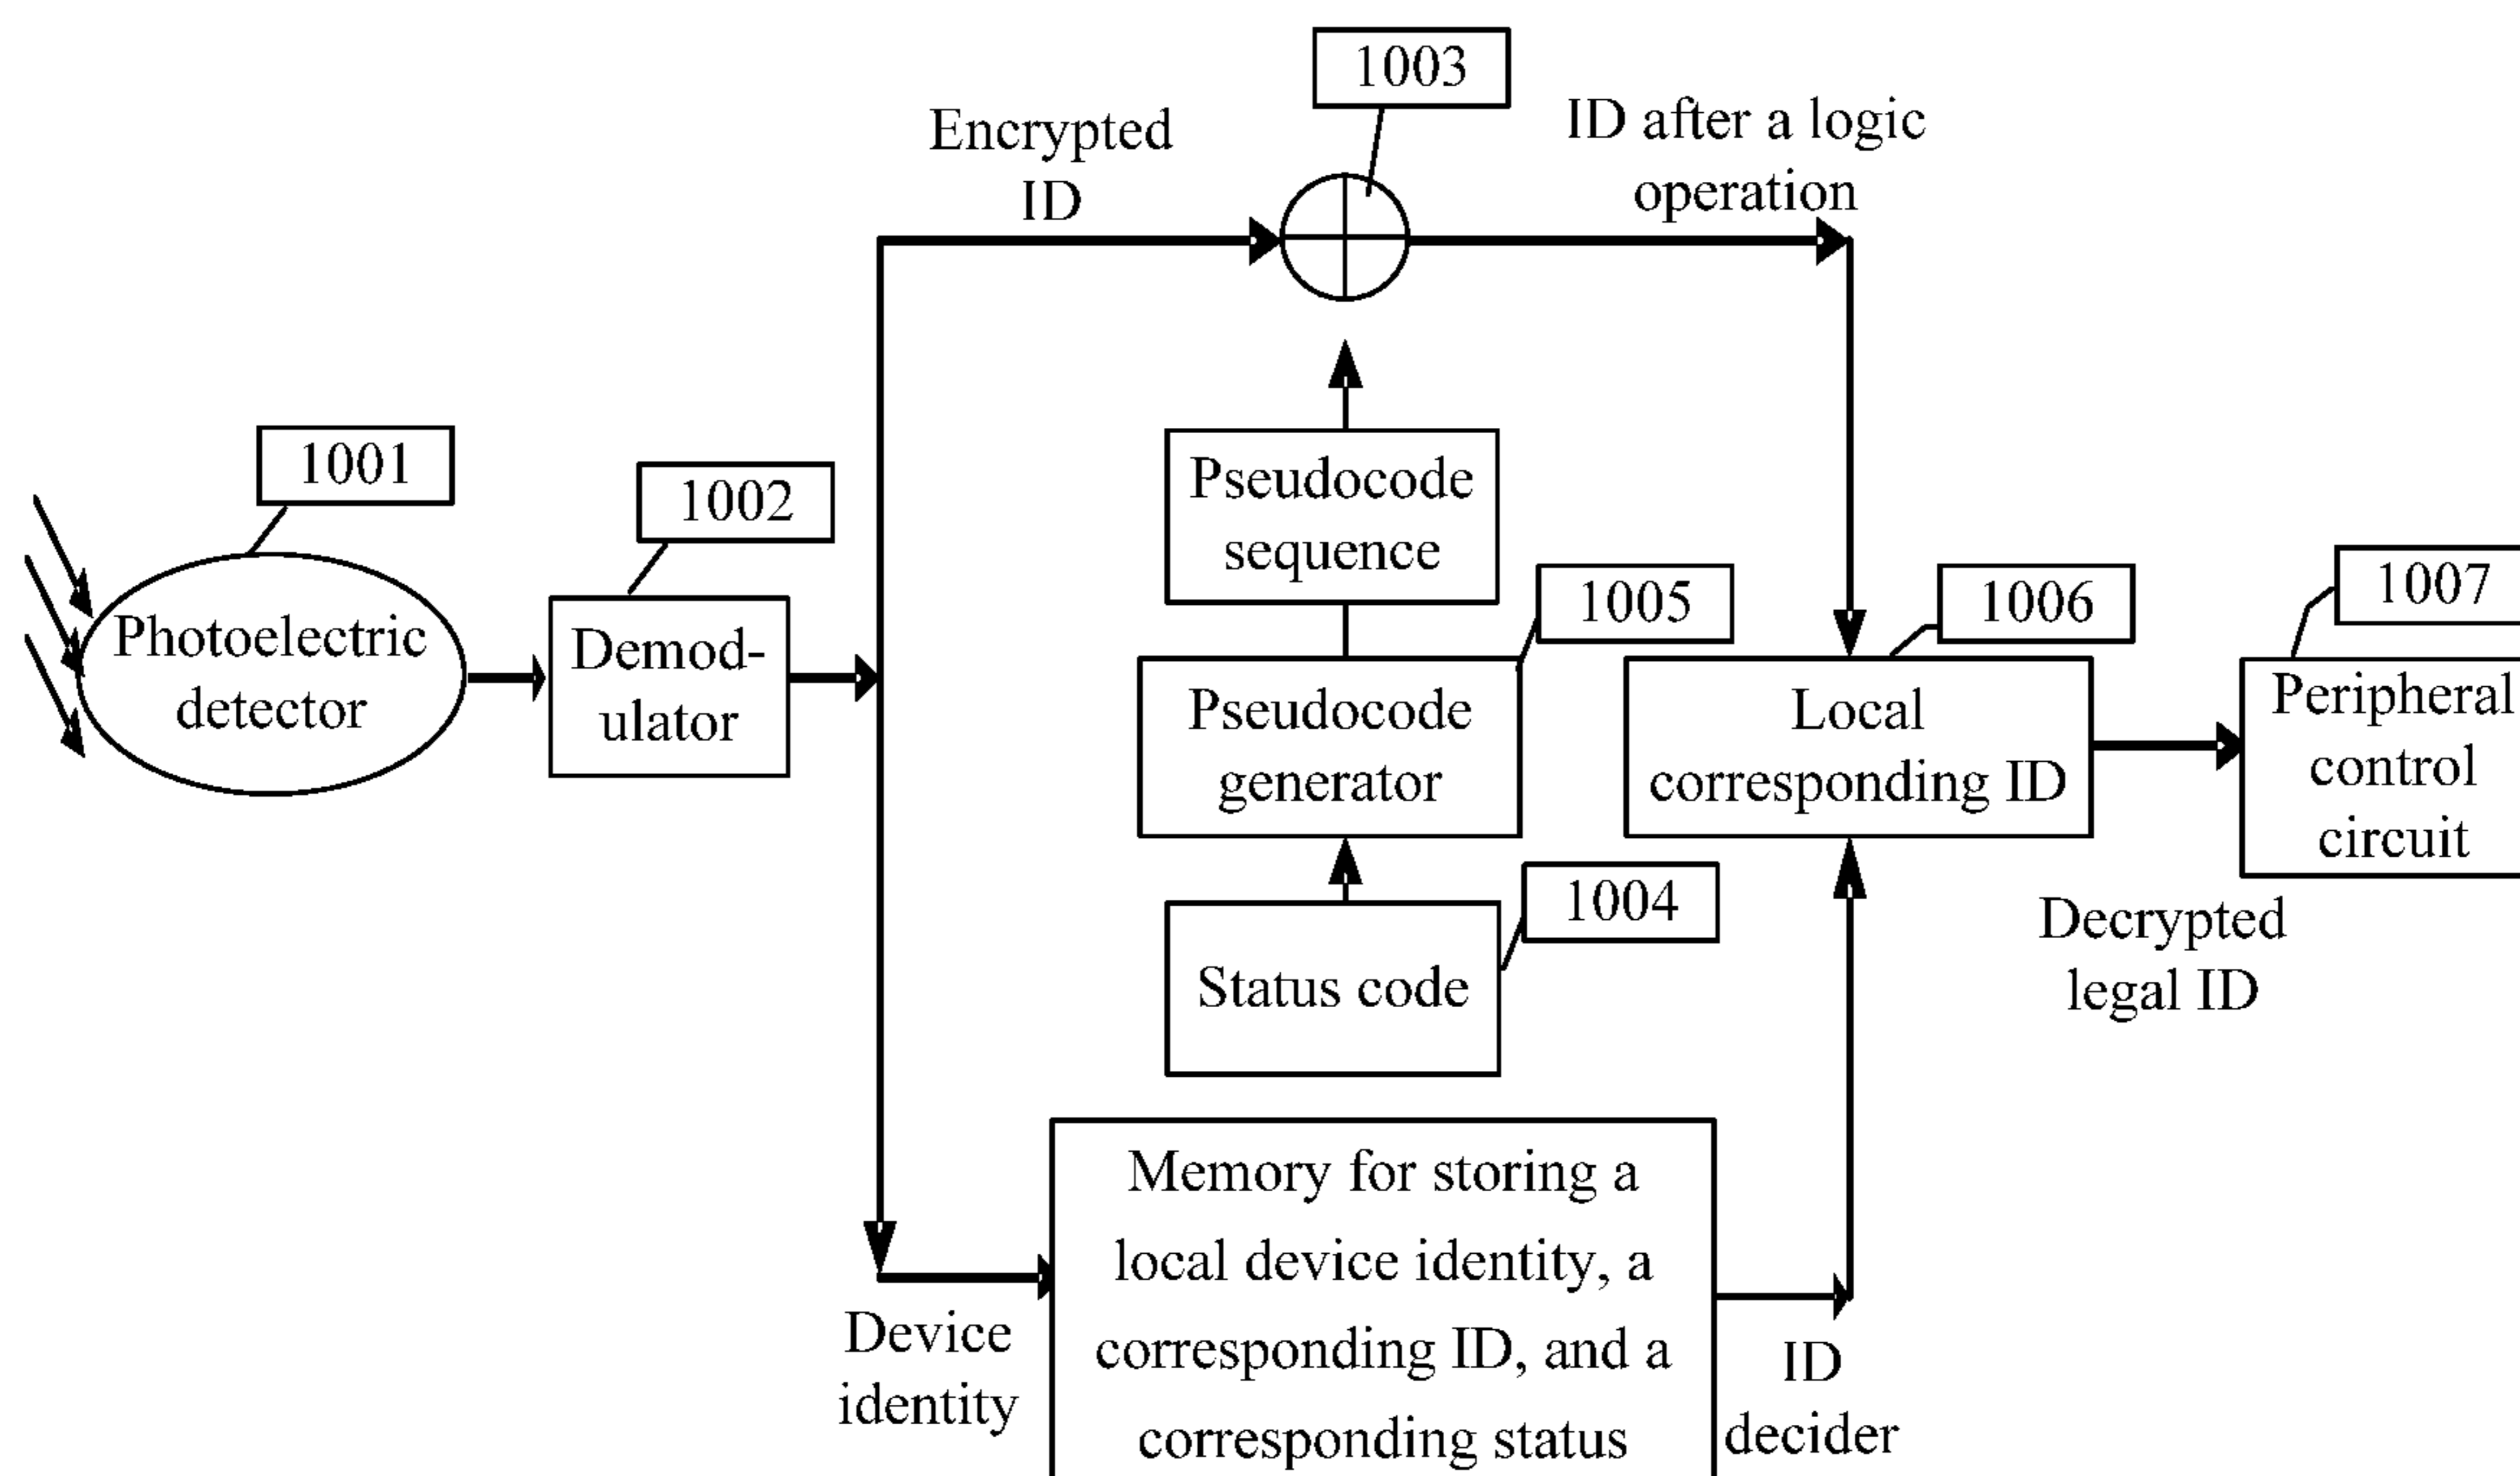 1003
Encrypted
ID
ID after a logic
operation
1001
1002
Photoelectric
detector
Demod-
ulator
Pseudocode
sequence
1005
Pseudocode
generator
1006
Local
corresponding ID
1007
Peripheral
control
circuit
1004
Status code
Decrypted
legal ID
Device
identity
Memory for storing a
local device identity, a
corresponding ID, and a
corresponding status
ID
decider